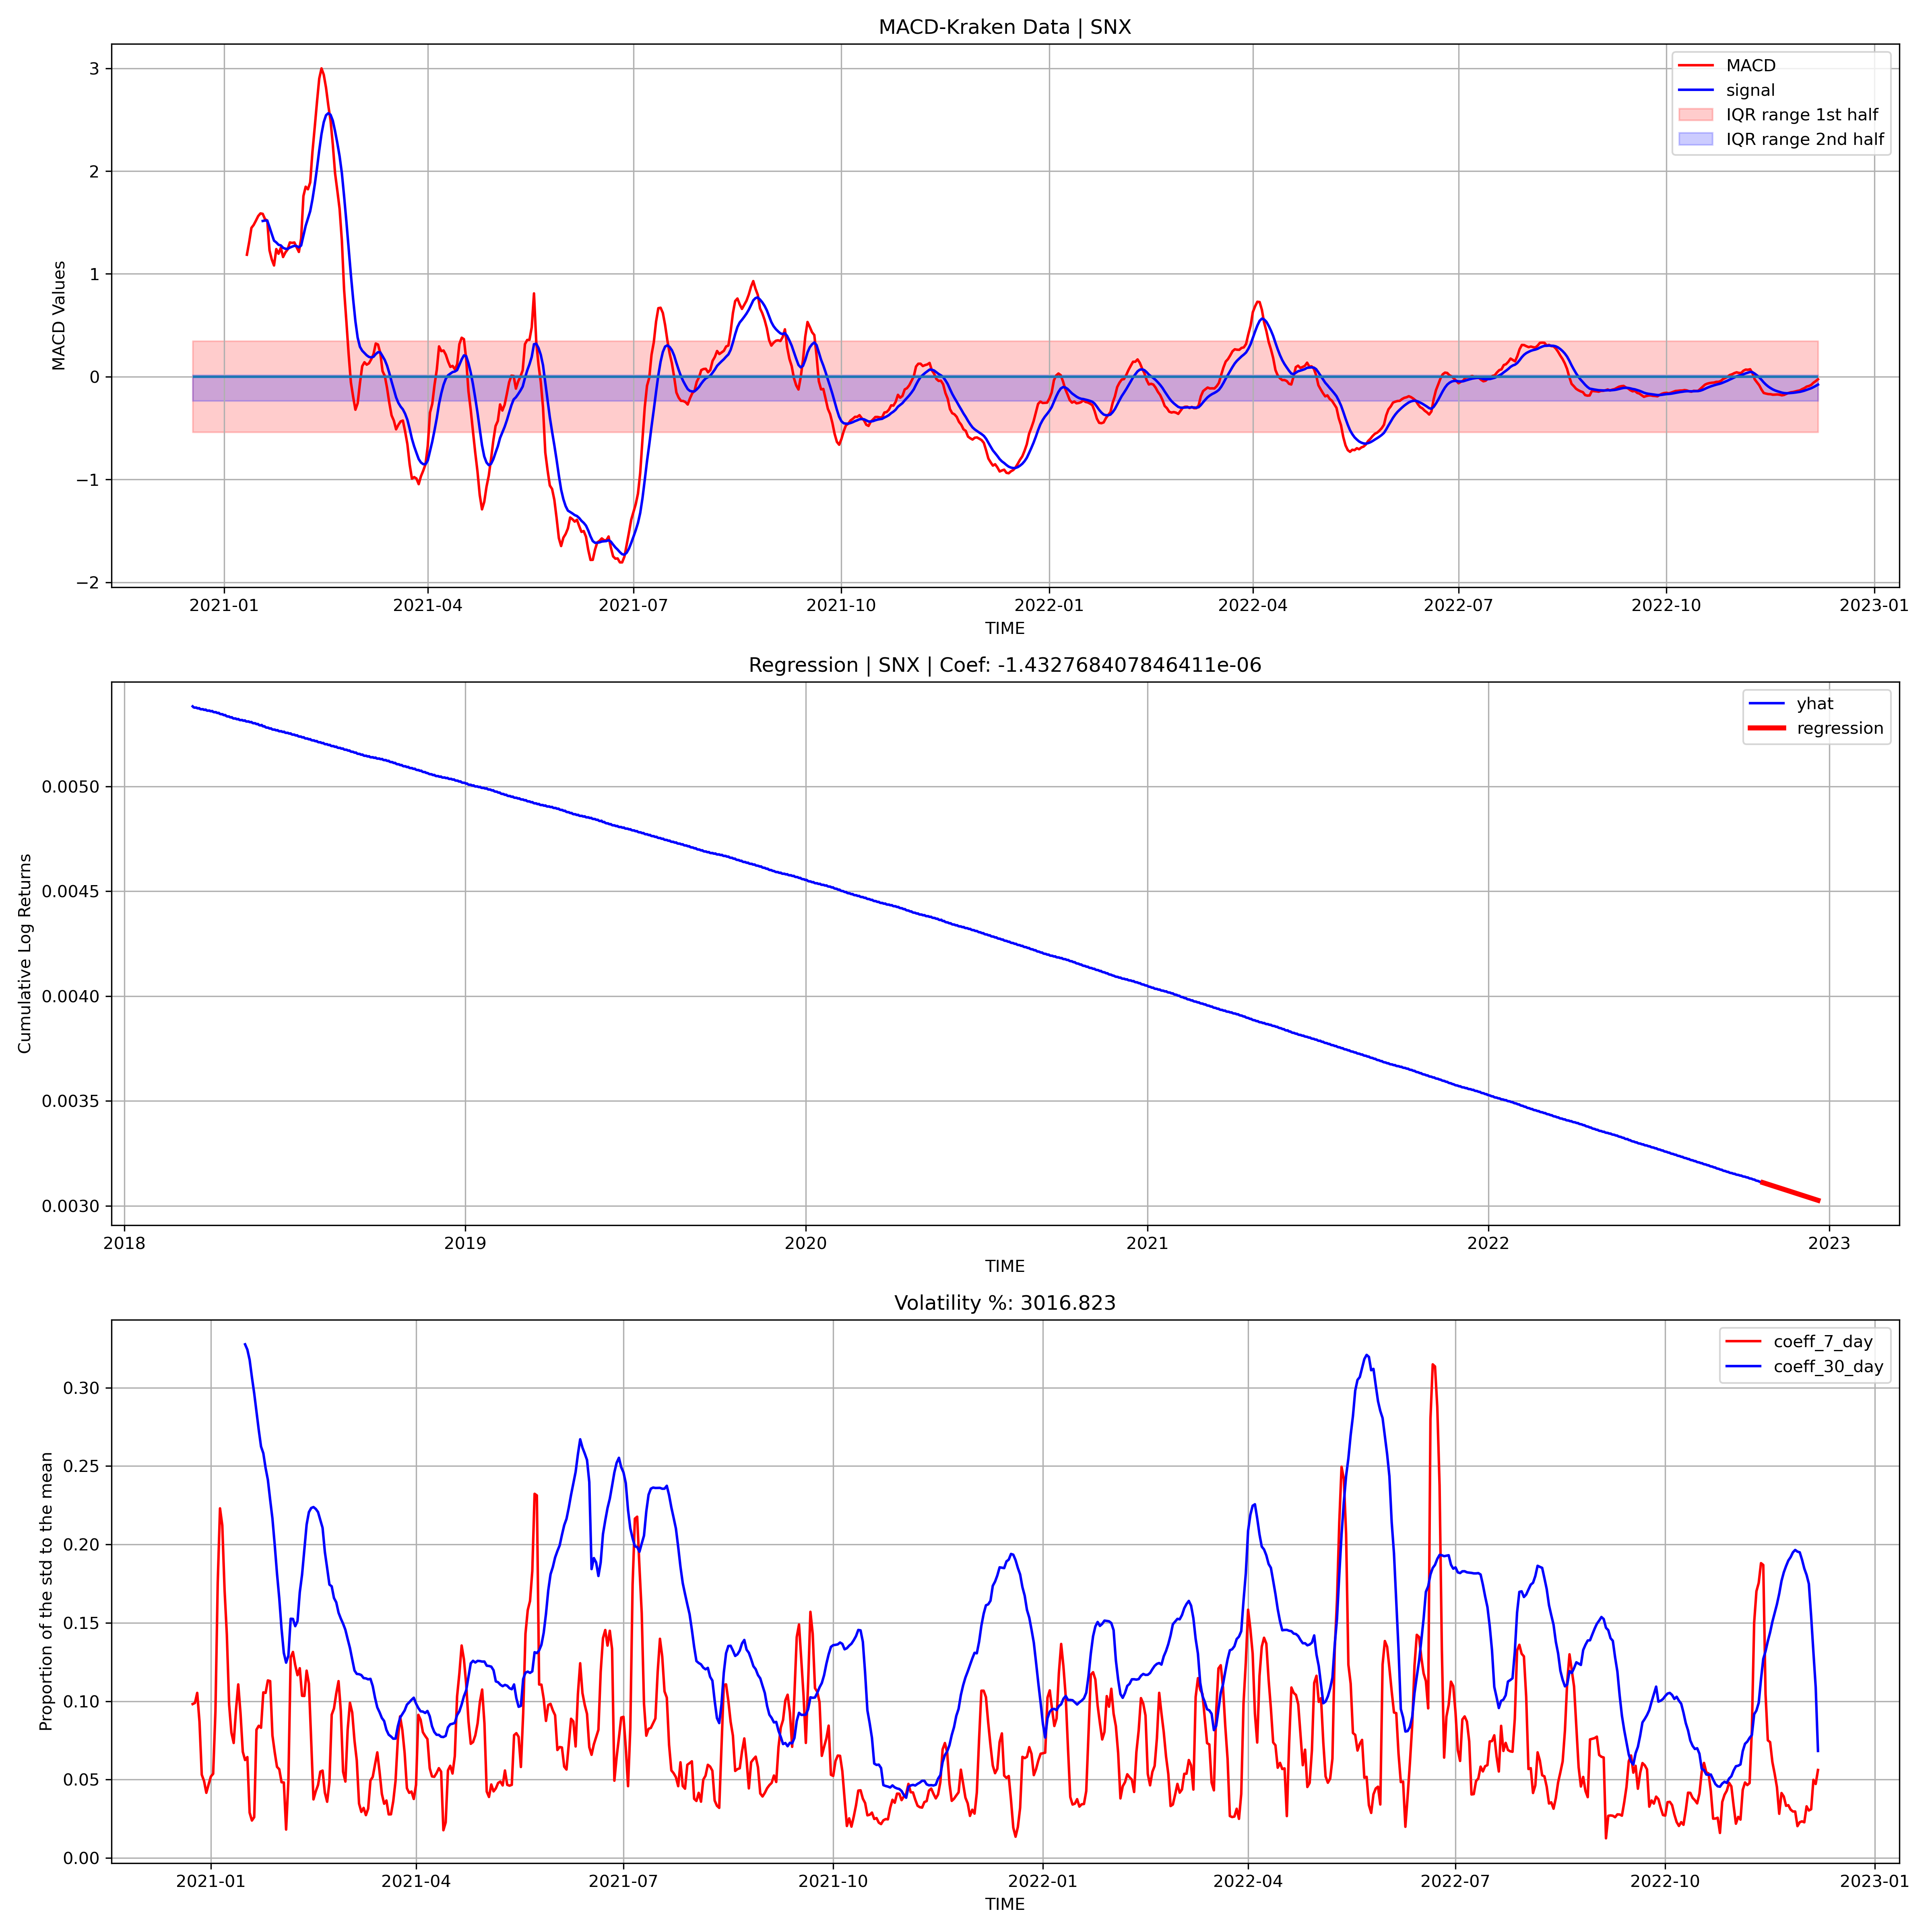 MACD-Kraken Data | SNX
MACD
signal
IQR range 1st half
IQR range 2nd half
MACD Values
3
2
1
0
−1
−2
2021-01 2021-04 2021-07 2021-10 2022-01 2022-04 2022-07 2022-10 2023-01
TIME
Regression | SNX | Coef: -1.432768407846411e-06
yhat
regression
Cumulative Log Returns
0.0050
0.0045
0.0040
0.0035
0.0030
2018 2019 2020 2021 2022 2023
TIME
Volatility %: 3016.823
coeff_7_day
coeff_30_day
Proportion of the std to the mean
0.30
0.25
0.20
0.15
0.10
0.05
0.00
2021-01 2021-04 2021-07 2021-10 2022-01 2022-04 2022-07 2022-10 2023-01
TIME